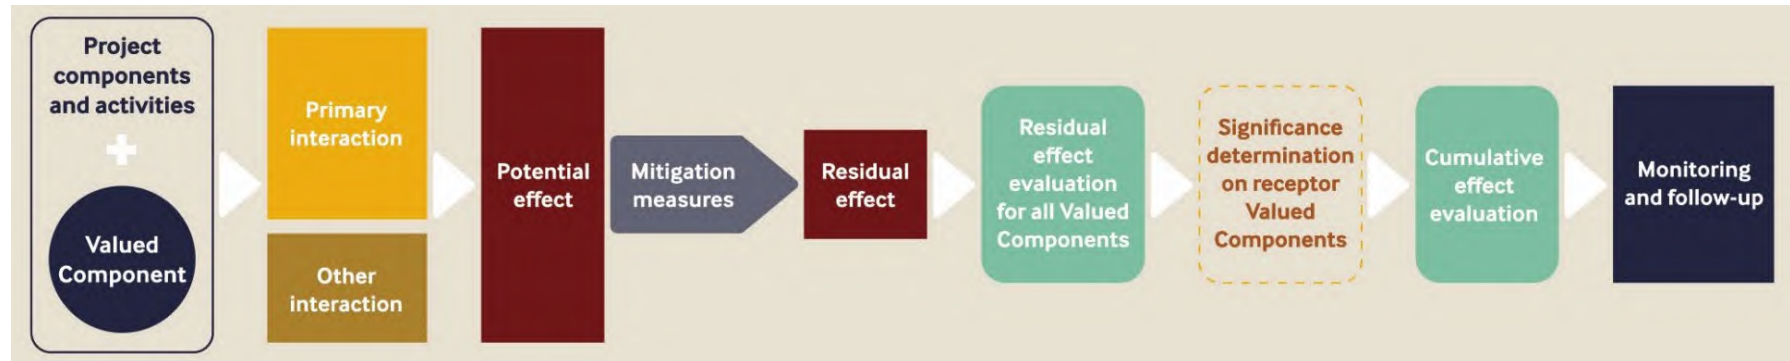 Project
components
and activities
+
Valued
Component
Primary
interaction
Other
interaction
Potential
effect
Mitigation
measures
Residual
effect
Residual
effect
evaluation
for all Valued
Components
Significance
determination
on receptor
Valued
Components
Cumulative
effect
evaluation
Monitoring
and follow-up